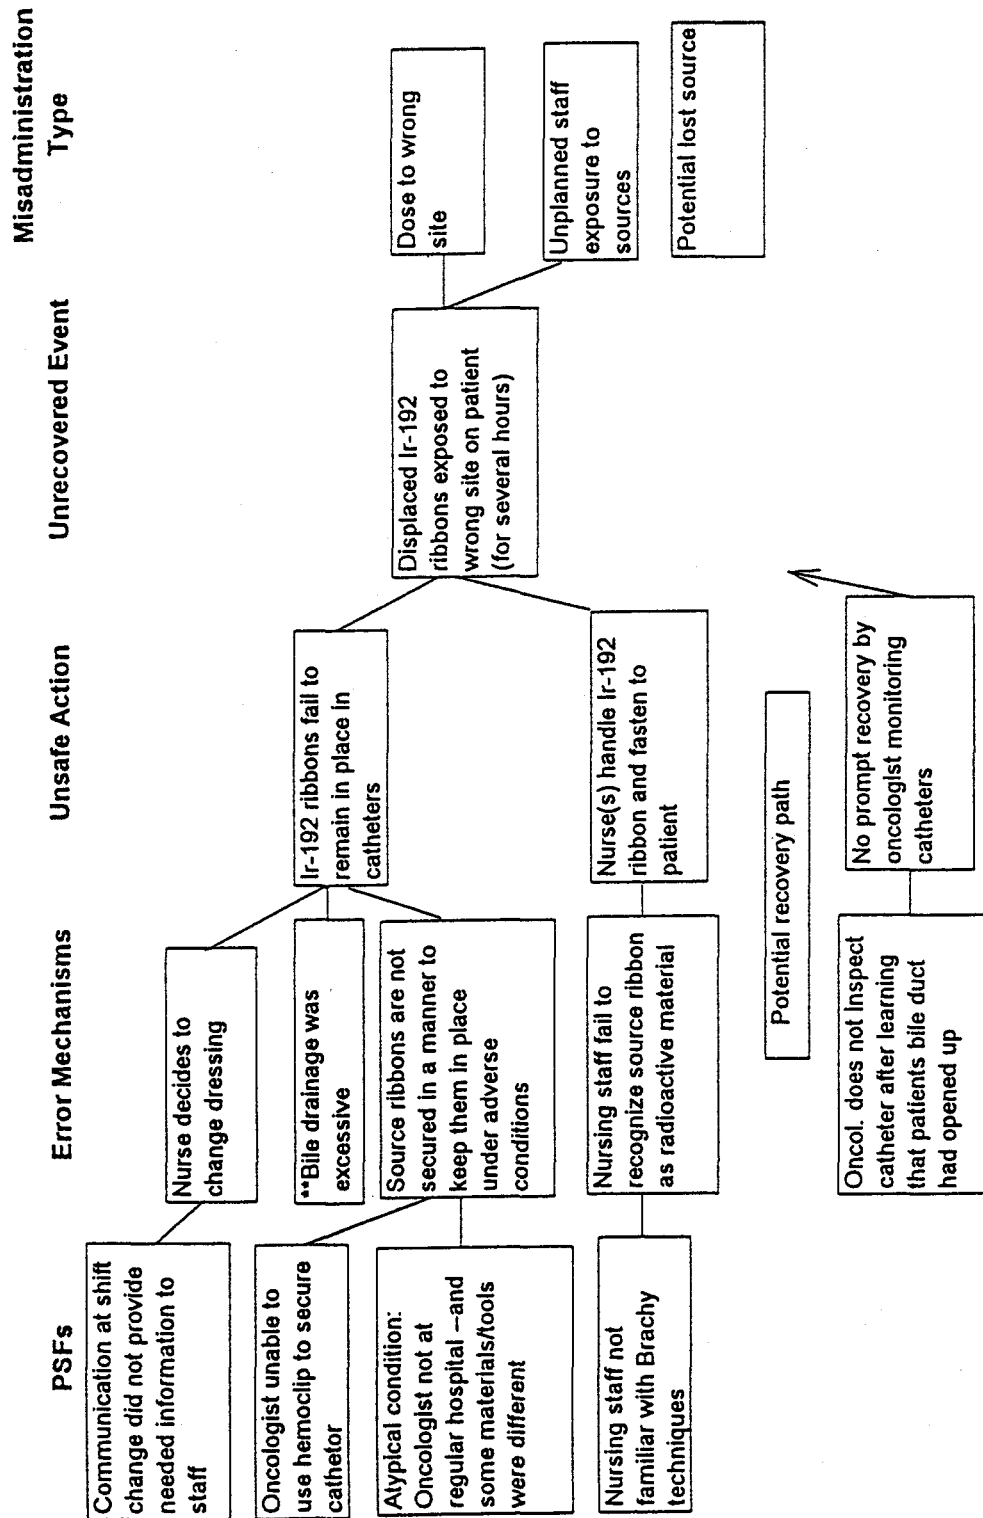 PSFs
Error Mechanisms
Unsafe Action
Unrecovered Event
Misadministration
Type
Communication at shift
change did not provide
needed information to
staff
Oncologist unable to
use hemoclip to secure
cathetor
Atypical condition:
Oncologist not at
regular hospital --and
some materials/tools
were different
Nursing staff not
familiar with Brachy
techniques
Nurse decides to
change dressing
**Bile drainage was
excessive
Source ribbons are not
secured in a manner to
keep them in place
under adverse
conditions
Nursing staff fail to
recognize source ribbon
as radioactive material
Oncol. does not Inspect
catheter after learning
that patients bile duct
had opened up
Ir-192 ribbons fail to
remain in place in
catheters
Nurse(s) handle Ir-192
ribbon and fasten to
patient
Potential recovery path
No prompt recovery by
oncologist monitoring
catheters
Displaced Ir-192
ribbons exposed to
wrong site on patient
(for several hours)
Dose to wrong
site
Unplanned staff
exposure to
sources
Potential lost source